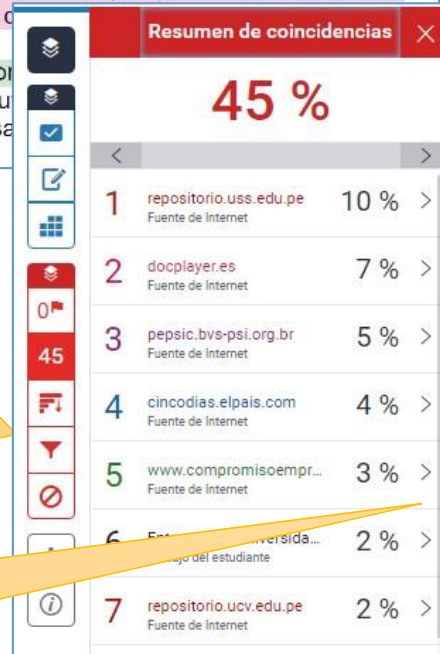 Resumen de coincidencias
45 %
1 repositorio.uss.edu.pe 10 %
Fuente de Internet
2 docplayer.es 7 %
Fuente de Internet
3 pepsic.bvs-psi.org.br 5 %
Fuente de Internet
0
45
4 cincodias.elpais.com 4 %
Fuente de Internet
5 www.compromisoempr... 3 %
Fuente de Internet
6 2 %
del estudiante
7 repositorio.ucv.edu.pe 2 %
Fuente de Internet